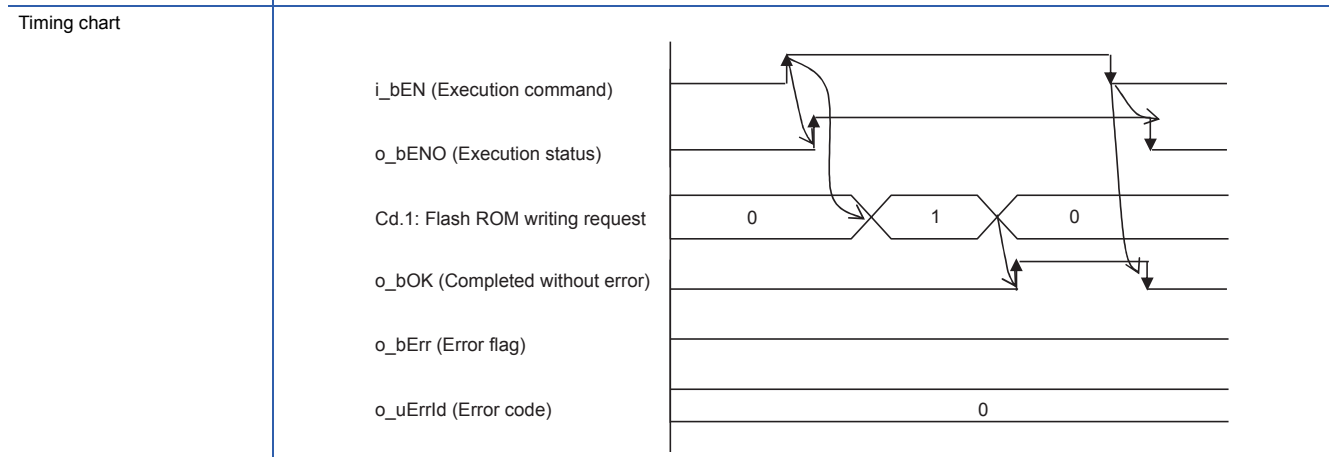 Timing chart
i_bEN (Execution command)
o_bENO (Execution status)
Cd.1: Flash ROM writing request
0
1
0
o_bOK (Completed without error)
o_bErr (Error flag)
o_uErrId (Error code)
0